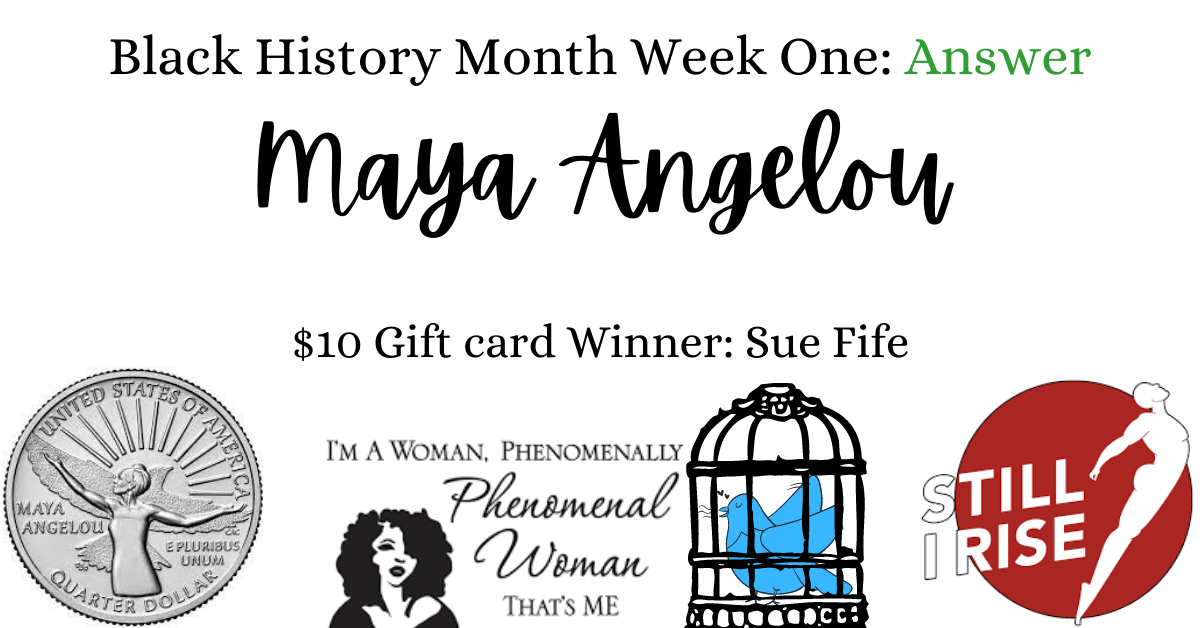 Black History Month Week One: Answer
Maya Angelou
$10 Gift card Winner: Sue Fife
UNITED STATES OF AMERICA
MAYA
ANGELOU
E PLURIBUS
UNUM
QUARTER DOLLAR
I'M A WOMAN, PHENOMENALLY
Phenomenal
Woman
THAT'S ME
STILL
I RISE